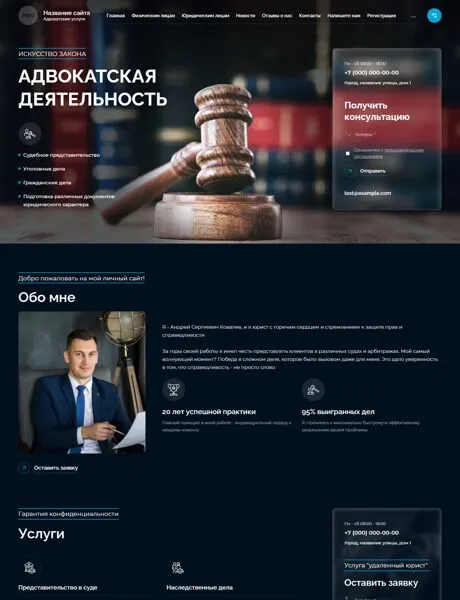 Название сайта
Адвокатские услуги
Главная Физическим лицам Юридическим лицам Новости Отзывы о нас Контакты Напишите нам Регистрация ...
ИСКУССТВО ЗАКОНА
АДВОКАТСКАЯ
ДЕЯТЕЛЬНОСТЬ
Судебное представительство
Уголовные дела
Гражданские дела
Подготовка различных документов
юридического характера
Пн - сб 08:00 - 18:00
+7 (000) 000-00-00
Город, название улицы, дом 1
Получить
консультацию
Телефон *
Ознакомлен с пользовательским
соглашением
Отправить
test@example.com
Добро пожаловать на мой личный сайт!
Обо мне
Я - Андрей Сергеевич Ковалев, и я юрист с горячим сердцем и стремлением к защите прав и
справедливости.
За годы своей работы я имел честь представлять клиентов в различных судах и арбитражах. Мой самый
волнующий момент? Победа в сложном деле, которое было вызовом даже для меня. Это дало уверенность
в том, что справедливость - не просто слово.
20 лет успешной практики
Главный принцип в моей работе - индивидуальный подход к
каждому клиенту
95% выигранных дел
Я стремлюсь к максимально быстрому и эффективному
разрешению вашей проблемы
Оставить заявку
Гарантия конфиденциальности
Услуги
Представительство в суде
Наследственные дела
Пн - сб 08:00 - 18:00
+7 (000) 000-00-00
Город, название улицы, дом 1
Услуга "удаленный юрист"
Оставить заявку